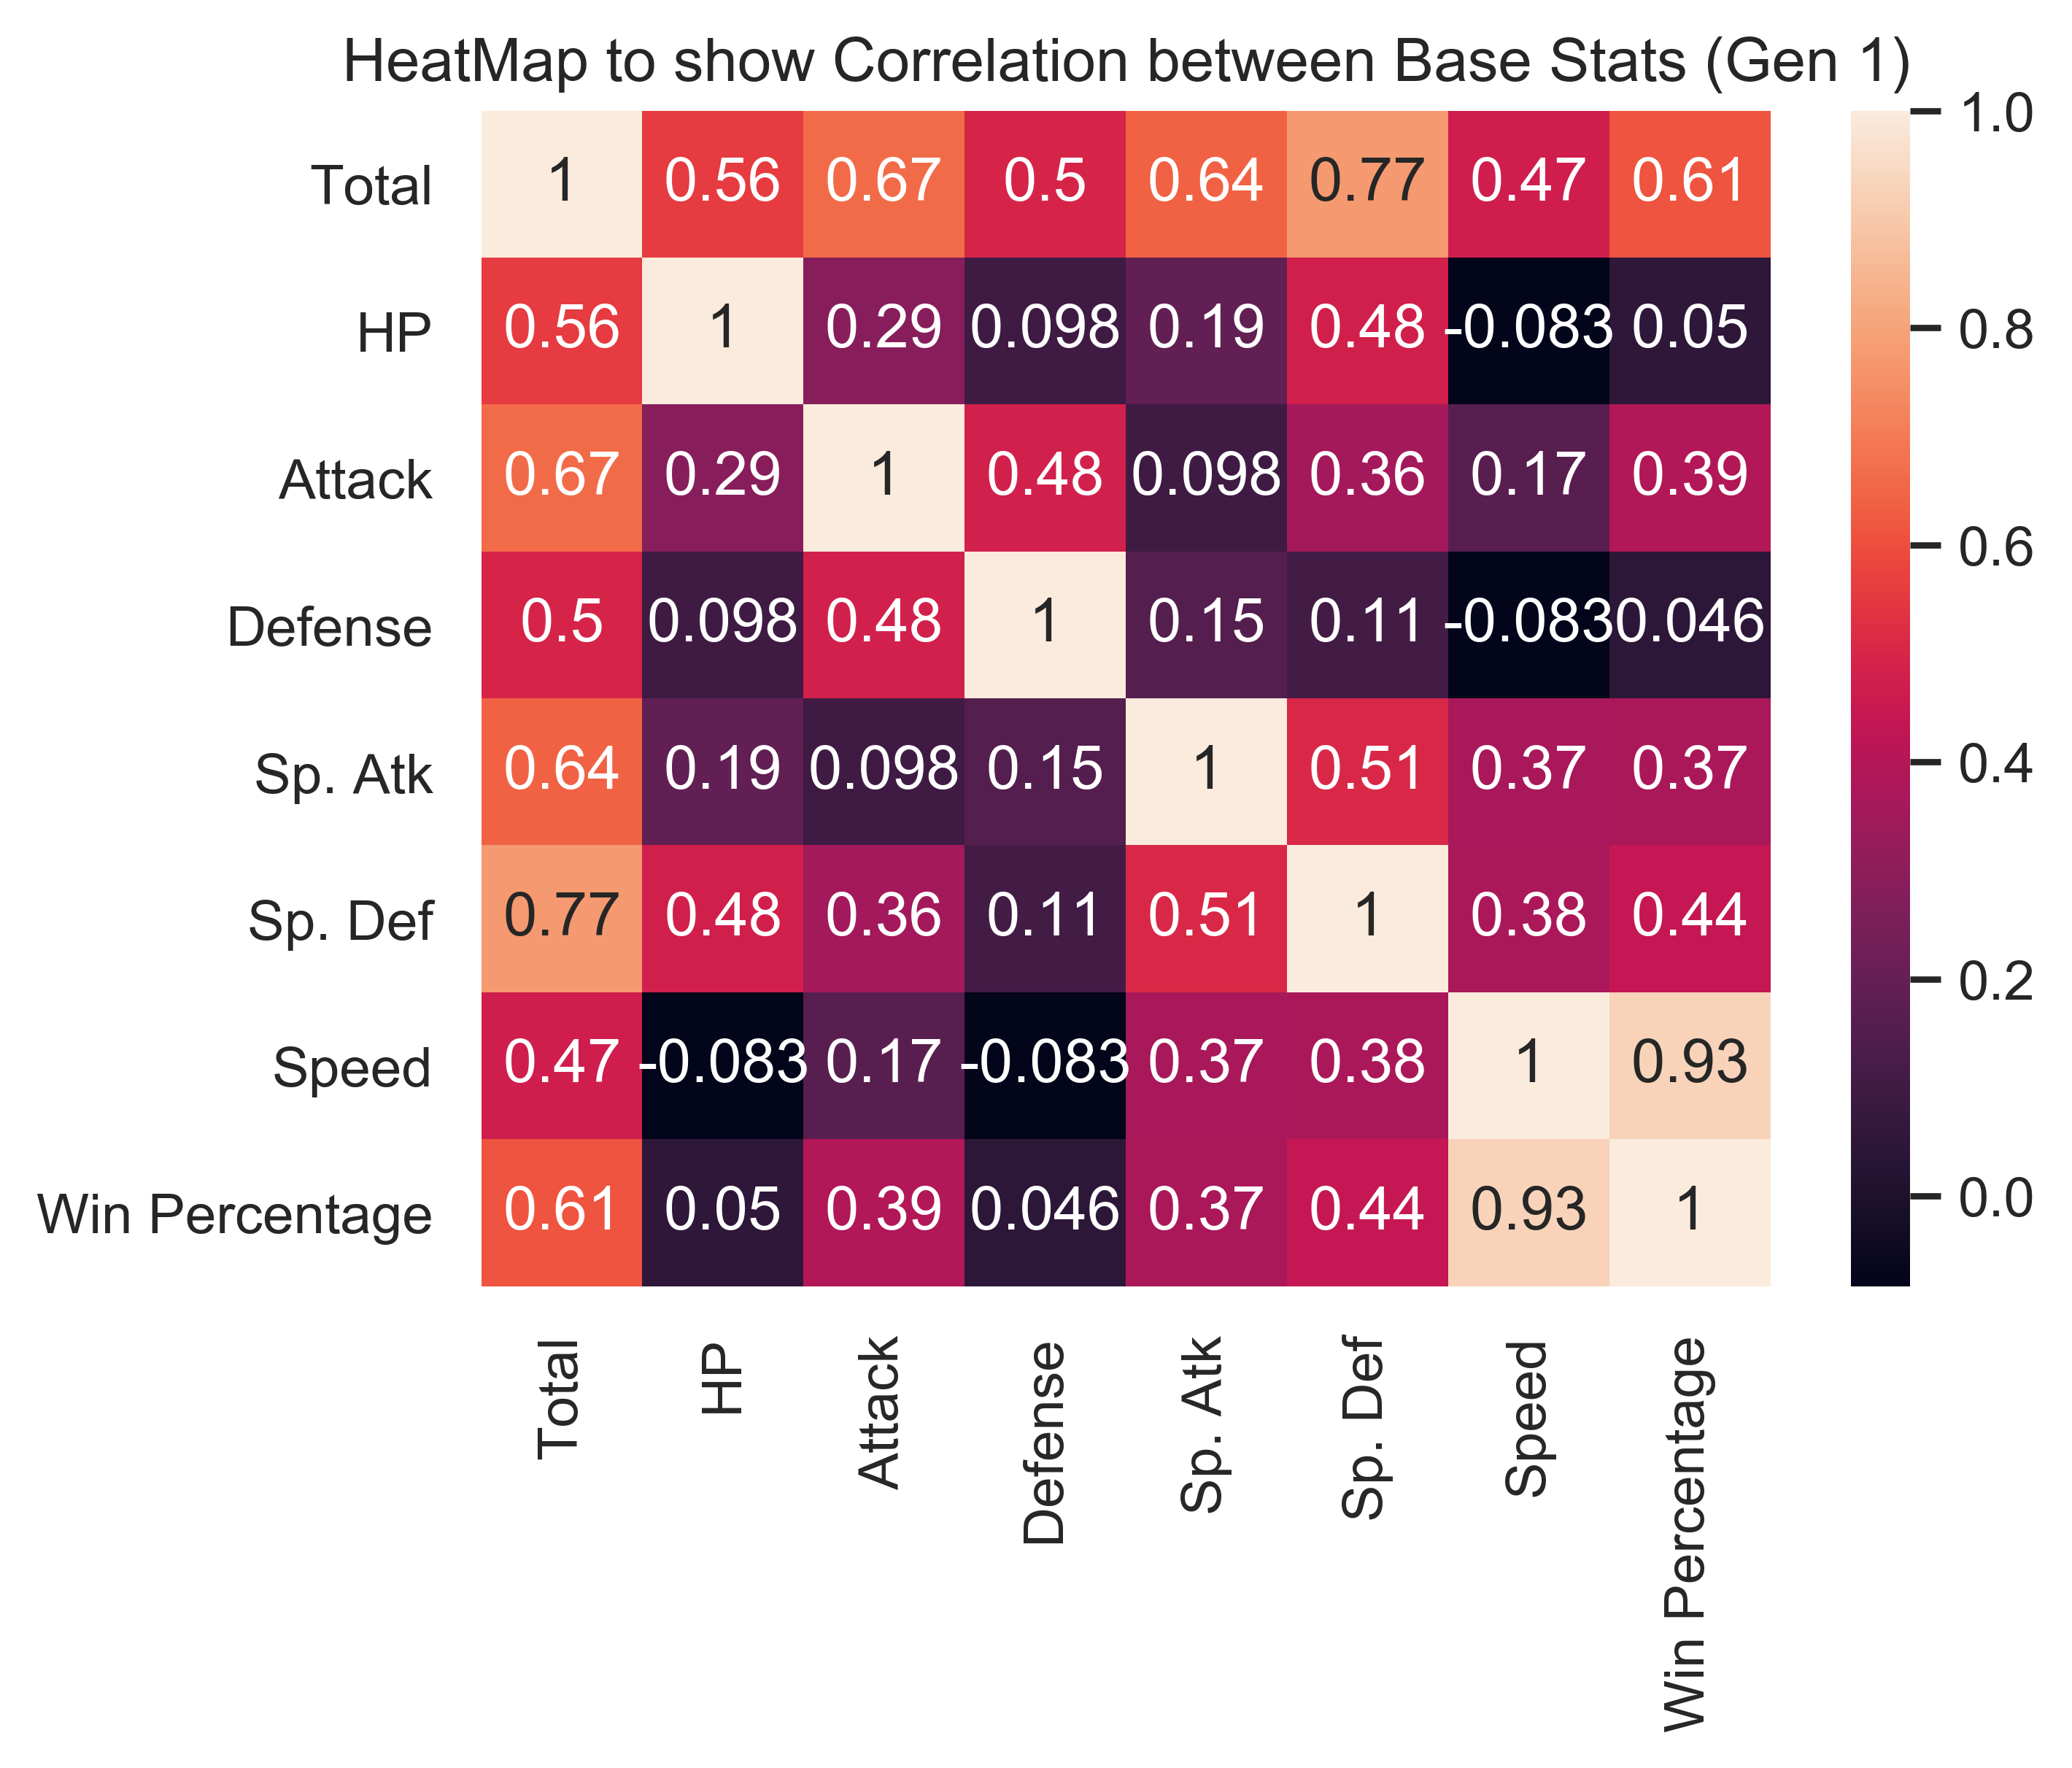 HeatMap to show Correlation between Base Stats (Gen 1)
Total 1 0.56 0.67 0.5 0.64 0.77 0.47 0.61
HP 0.56 1 0.29 0.098 0.19 0.48 -0.083 0.05
Attack 0.67 0.29 1 0.48 0.098 0.36 0.17 0.39
Defense 0.5 0.098 0.48 1 0.15 0.11 -0.083 0.046
Sp. Atk 0.64 0.19 0.098 0.15 1 0.51 0.37 0.37
Sp. Def 0.77 0.48 0.36 0.11 0.51 1 0.38 0.44
Speed 0.47 -0.083 0.17 -0.083 0.37 0.38 1 0.93
Win Percentage 0.61 0.05 0.39 0.046 0.37 0.44 0.93 1
Total
HP
Attack
Defense
Sp. Atk
Sp. Def
Speed
Win Percentage
1.0
0.8
0.6
0.4
0.2
0.0